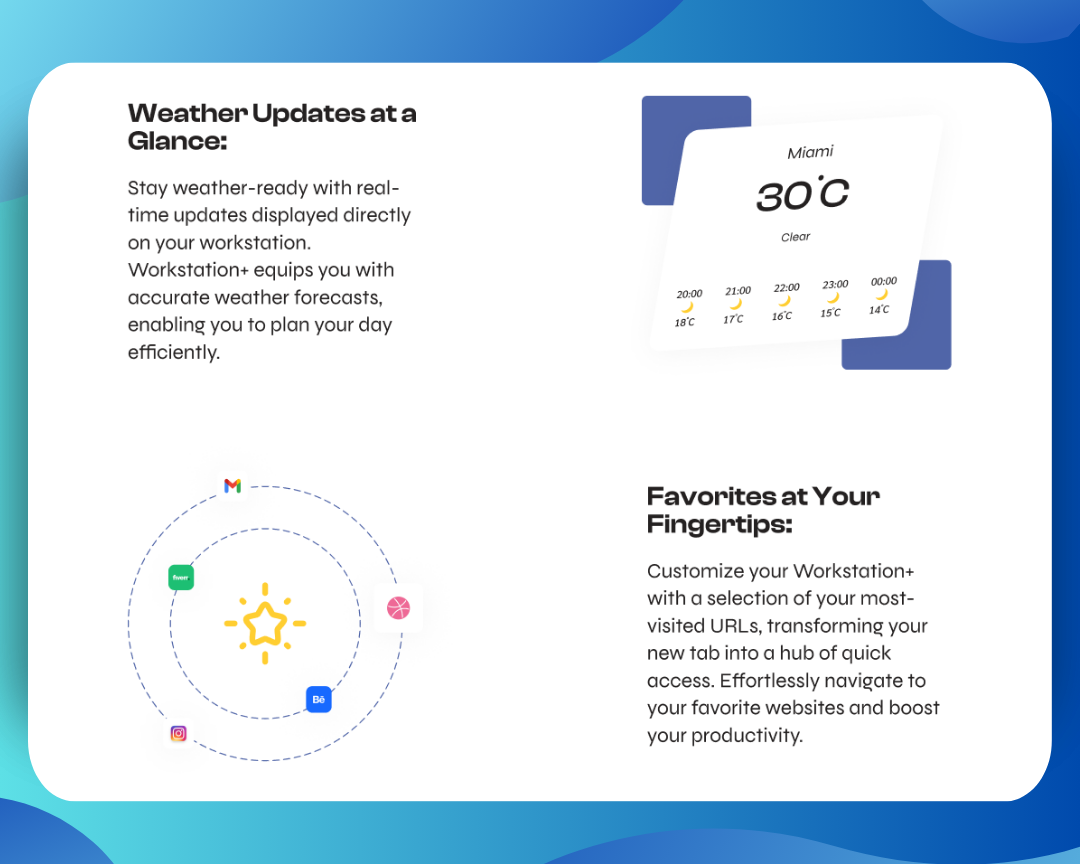 Weather Updates at a
Glance:
Stay weather-ready with real-
time updates displayed directly
on your workstation.
Workstation+ equips you with
accurate weather forecasts,
enabling you to plan your day
efficiently.
Miami
30°C
Clear
20:00 21:00 22:00 23:00 00:00
18°C 17°C 16°C 15°C 14°C
fiverr.
Bē
Favorites at Your
Fingertips:
Customize your Workstation+
with a selection of your most-
visited URLs, transforming your
new tab into a hub of quick
access. Effortlessly navigate to
your favorite websites and boost
your productivity.